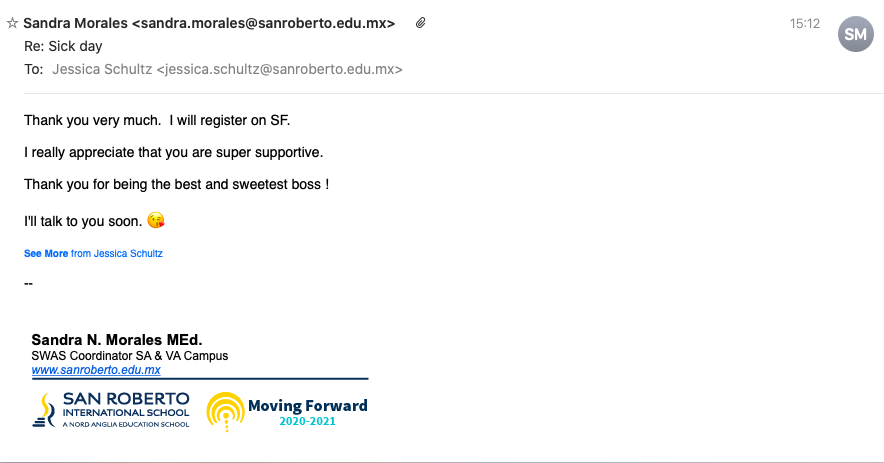 Sandra Morales <sandra.morales@sanroberto.edu.mx>
15:12
SM
Re: Sick day
To: Jessica Schultz <jessica.schultz@sanroberto.edu.mx>
Thank you very much.  I will register on SF.
I really appreciate that you are super supportive.
Thank you for being the best and sweetest boss !
I'll talk to you soon. 😘
See More from Jessica Schultz
--
Sandra N. Morales MEd.
SWAS Coordinator SA & VA Campus
www.sanroberto.edu.mx
SAN ROBERTO
INTERNATIONAL SCHOOL
A NORD ANGLIA EDUCATION SCHOOL
Moving Forward
2020-2021